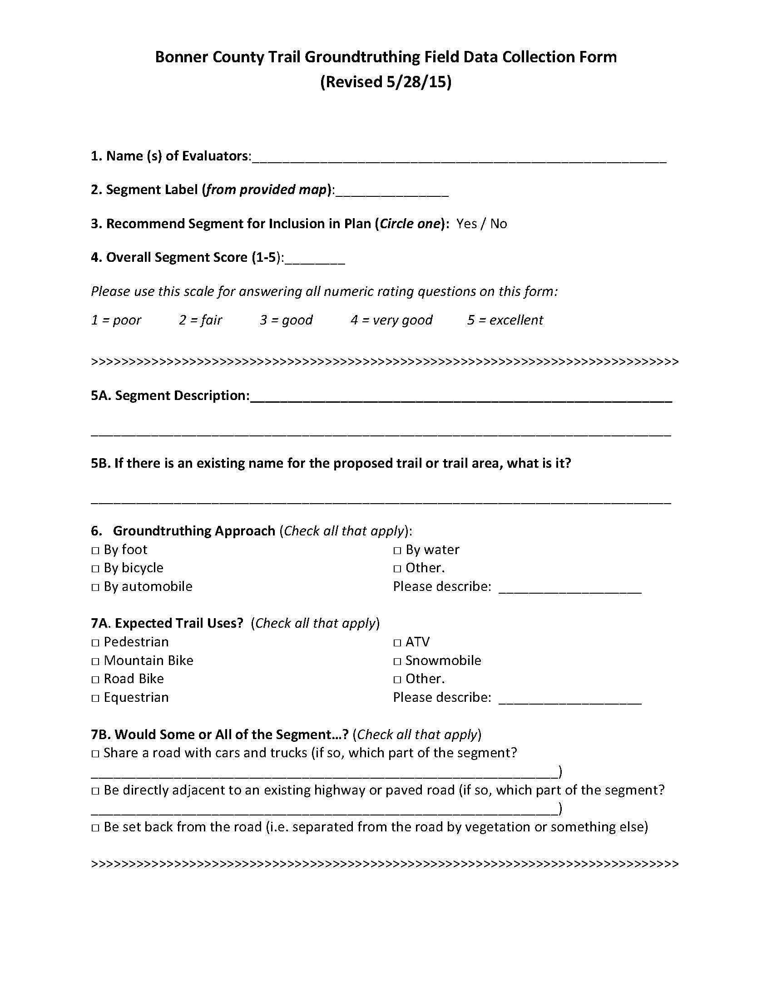 Bonner County Trail Groundtruthing Field Data Collection Form
(Revised 5/28/15)
1. Name (s) of Evaluators:_______________________________________________________
2. Segment Label (from provided map):_______________
3. Recommend Segment for Inclusion in Plan (Circle one): Yes / No
4. Overall Segment Score (1-5):________
Please use this scale for answering all numeric rating questions on this form:
1 = poor 2 = fair 3 = good 4 = very good 5 = excellent
>>>>>>>>>>>>>>>>>>>>>>>>>>>>>>>>>>>>>>>>>>>>>>>>>>>>>>>>>>>>>>>>>>>>>>>>>>>>>>
5A. Segment Description:________________________________________________________
_____________________________________________________________________________
5B. If there is an existing name for the proposed trail or trail area, what is it?
_____________________________________________________________________________
6. Groundtruthing Approach (Check all that apply):
□ By foot □ By water
□ By bicycle □ Other.
□ By automobile Please describe: ___________________
7A. Expected Trail Uses? (Check all that apply)
□ Pedestrian □ ATV
□ Mountain Bike □ Snowmobile
□ Road Bike □ Other.
□ Equestrian Please describe: ___________________
7B. Would Some or All of the Segment…? (Check all that apply)
□ Share a road with cars and trucks (if so, which part of the segment?
______________________________________________________________)
□ Be directly adjacent to an existing highway or paved road (if so, which part of the segment?
______________________________________________________________)
□ Be set back from the road (i.e. separated from the road by vegetation or something else)
>>>>>>>>>>>>>>>>>>>>>>>>>>>>>>>>>>>>>>>>>>>>>>>>>>>>>>>>>>>>>>>>>>>>>>>>>>>>>>